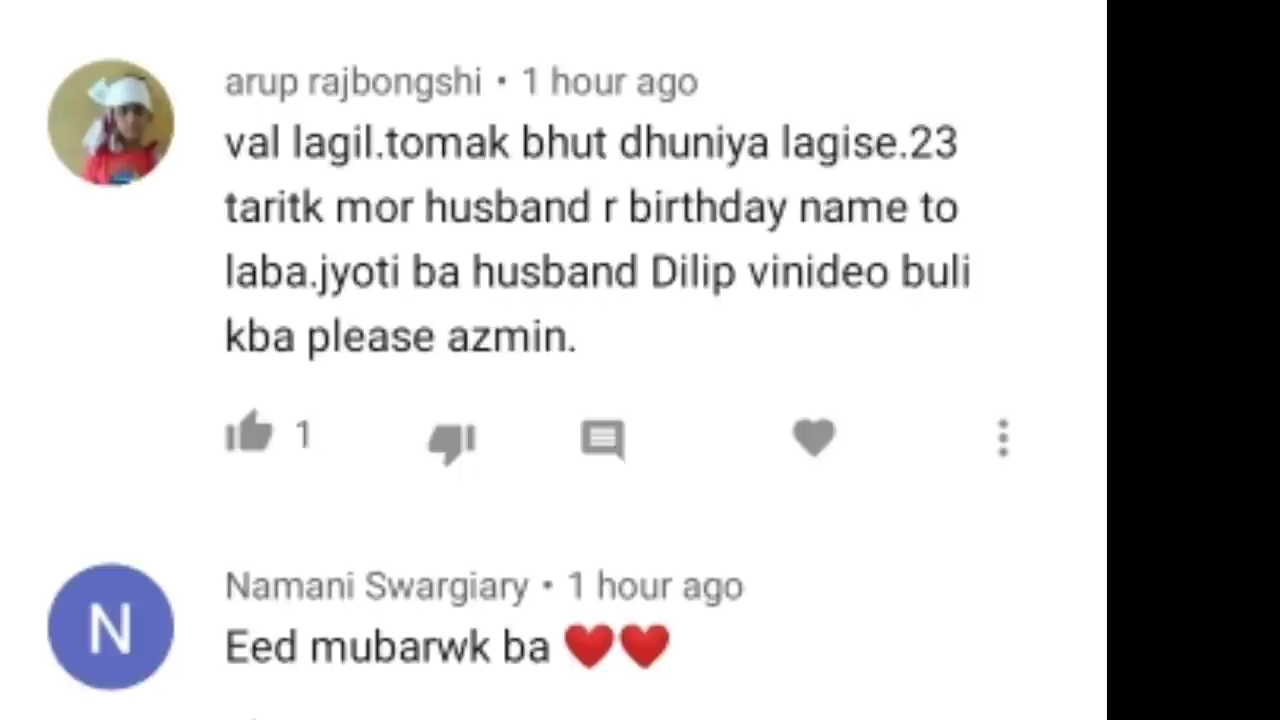 arup rajbongshi • 1 hour ago
val lagil.tomak bhut dhuniya lagise.23
taritk mor husband r birthday name to
laba.jyoti ba husband Dilip vinideo buli
kba please azmin.
1
Namani Swargiary • 1 hour ago
N
Eed mubarwk ba ❤️❤️